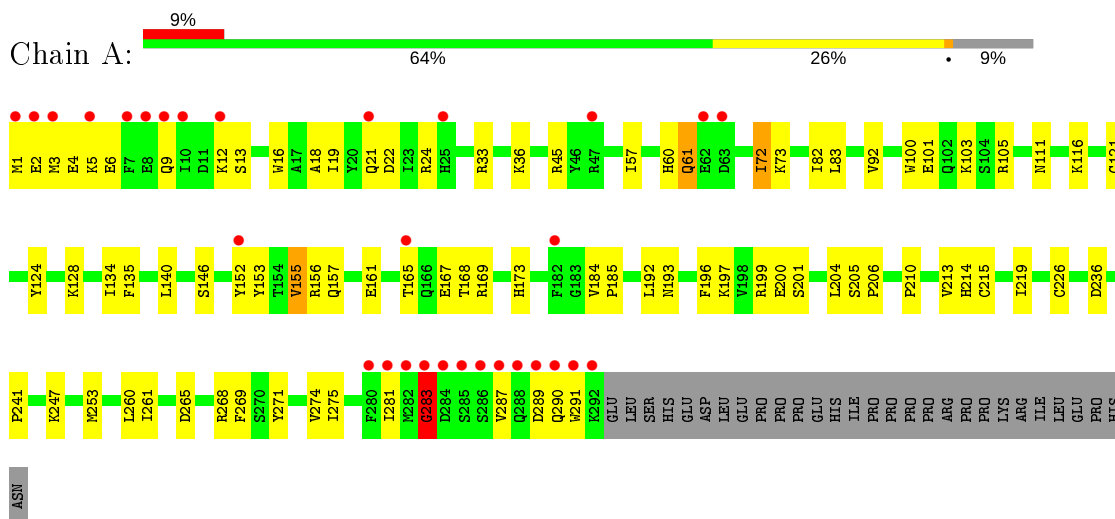 9%
Chain A:
64% 26% • 9%
M1 E2 M3 E4 K5 E6 F7 E8 Q9 I10 D11 K12 S13 W16 A17 A18 I19 Y20 Q21 D22 I23 R24 H25 R33 K36 R45 Y46 R47 I57 H60 Q61 E62 D63 I72 K73 I82 L83 V92 W100 E101 Q102 K103 S104 R105 N111 K116
Y124 K128 I134 F135 L140 S146 Y152 Y153 T154 V155 R156 Q157 E161 T165 Q166 E167 T168 R169 H173 F182 G183 V184 P185 L192 N193 F196 K197 V198 R199 E200 S201 L204 S205 P206 P210 V213 H214 C215 I219 C226 D236
P241 K247 M253 L260 I261 D265 R268 F269 S270 Y271 V274 I275 F280 I281 M282 G283 D284 S285 S286 V287 Q288 D289 Q290 W291 K292 GLU LEU SER HIS GLU ASP LEU GLU PRO PRO PRO GLU HIS ILE PRO PRO PRO PRO ARG PRO PRO LYS ARG ILE LEU GLU PRO HIS
ASN